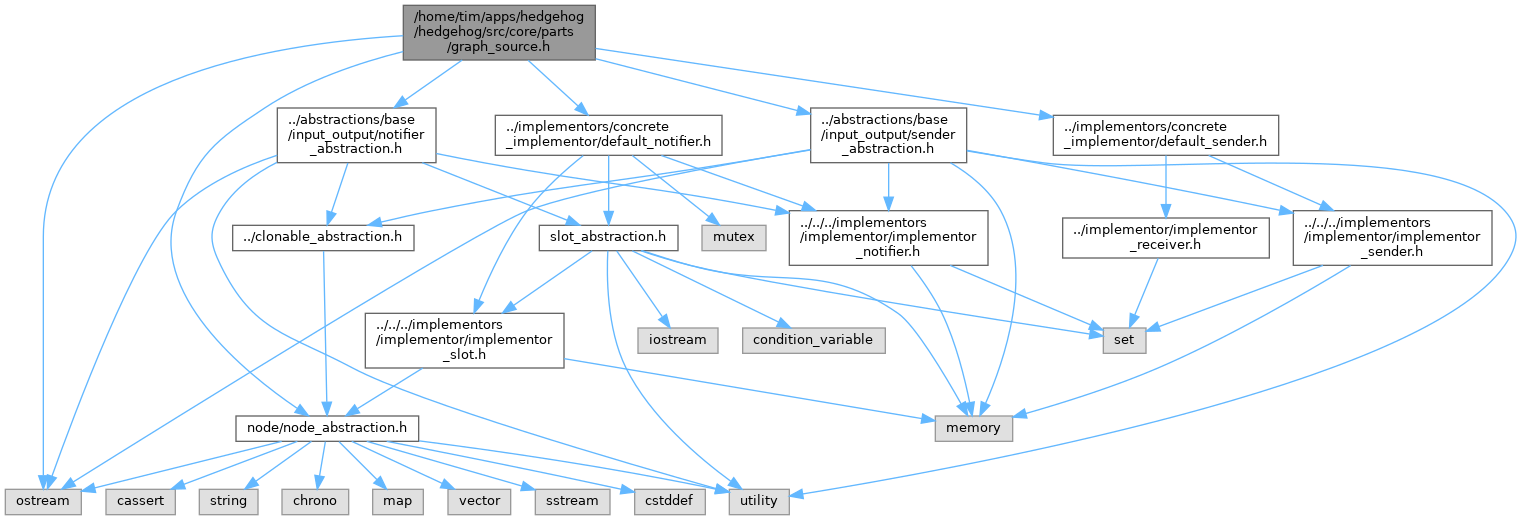 /home/tim/apps/hedgehog
/hedgehog/src/core/parts
/graph_source.h
../abstractions/base
/input_output/notifier
_abstraction.h
../implementors/concrete
_implementor/default_notifier.h
../abstractions/base
/input_output/sender
_abstraction.h
../implementors/concrete
_implementor/default_sender.h
../clonable_abstraction.h
slot_abstraction.h
mutex
../../../implementors
/implementor/implementor
_notifier.h
../implementor/implementor
_receiver.h
../../../implementors
/implementor/implementor
_sender.h
../../../implementors
/implementor/implementor
_slot.h
iostream
condition_variable
set
node/node_abstraction.h
memory
ostream
cassert
string
chrono
map
vector
sstream
cstddef
utility